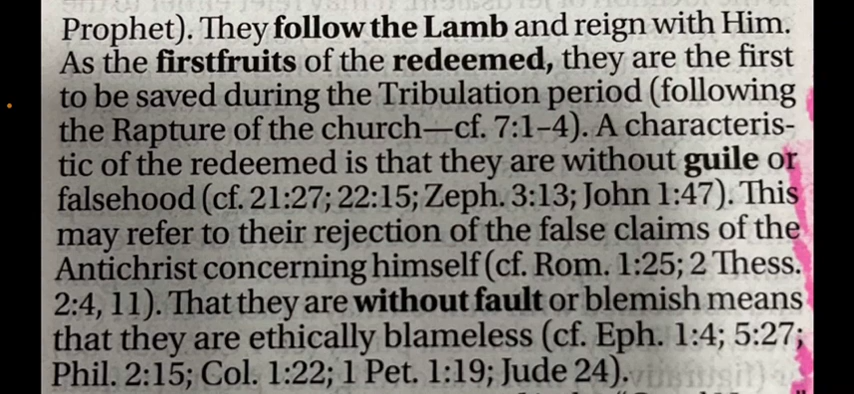 Prophet). They follow the Lamb and reign with Him.
As the firstfruits of the redeemed, they are the first
to be saved during the Tribulation period (following
the Rapture of the church—cf. 7:1–4). A characteris-
tic of the redeemed is that they are without guile or
falsehood (cf. 21:27; 22:15; Zeph. 3:13; John 1:47). This
may refer to their rejection of the false claims of the
Antichrist concerning himself (cf. Rom. 1:25; 2 Thess.
2:4, 11). That they are without fault or blemish means
that they are ethically blameless (cf. Eph. 1:4; 5:27;
Phil. 2:15; Col. 1:22; 1 Pet. 1:19; Jude 24).